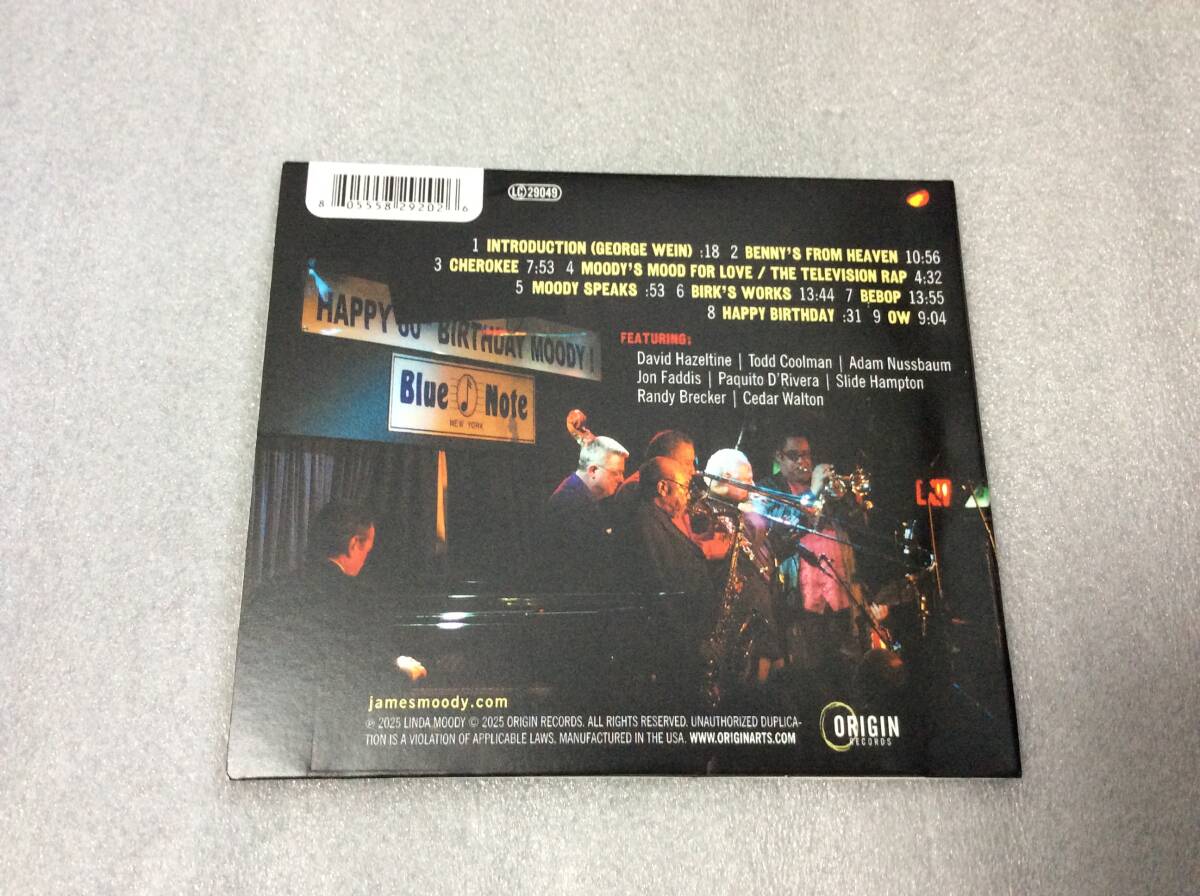 8 05558 29202 6
LC 29049
1 INTRODUCTION (GEORGE WEIN) :18 2 BENNY'S FROM HEAVEN 10:56
3 CHEROKEE 7:53 4 MOODY'S MOOD FOR LOVE / THE TELEVISION RAP 4:32
5 MOODY SPEAKS :53 6 BIRK'S WORKS 13:44 7 BEBOP 13:55
8 HAPPY BIRTHDAY :31 9 OW 9:04
HAPPY BIRTHDAY MOODY!
Blue Note
NEW YORK
FEATURING:
David Hazeltine | Todd Coolman | Adam Nussbaum
Jon Faddis | Paquito D'Rivera | Slide Hampton
Randy Brecker | Cedar Walton
EXIT
jamesmoody.com
℗ 2025 LINDA MOODY © 2025 ORIGIN RECORDS. ALL RIGHTS RESERVED. UNAUTHORIZED DUPLICA-
TION IS A VIOLATION OF APPLICABLE LAWS. MANUFACTURED IN THE USA. WWW.ORIGINARTS.COM
ORIGIN
RECORDS